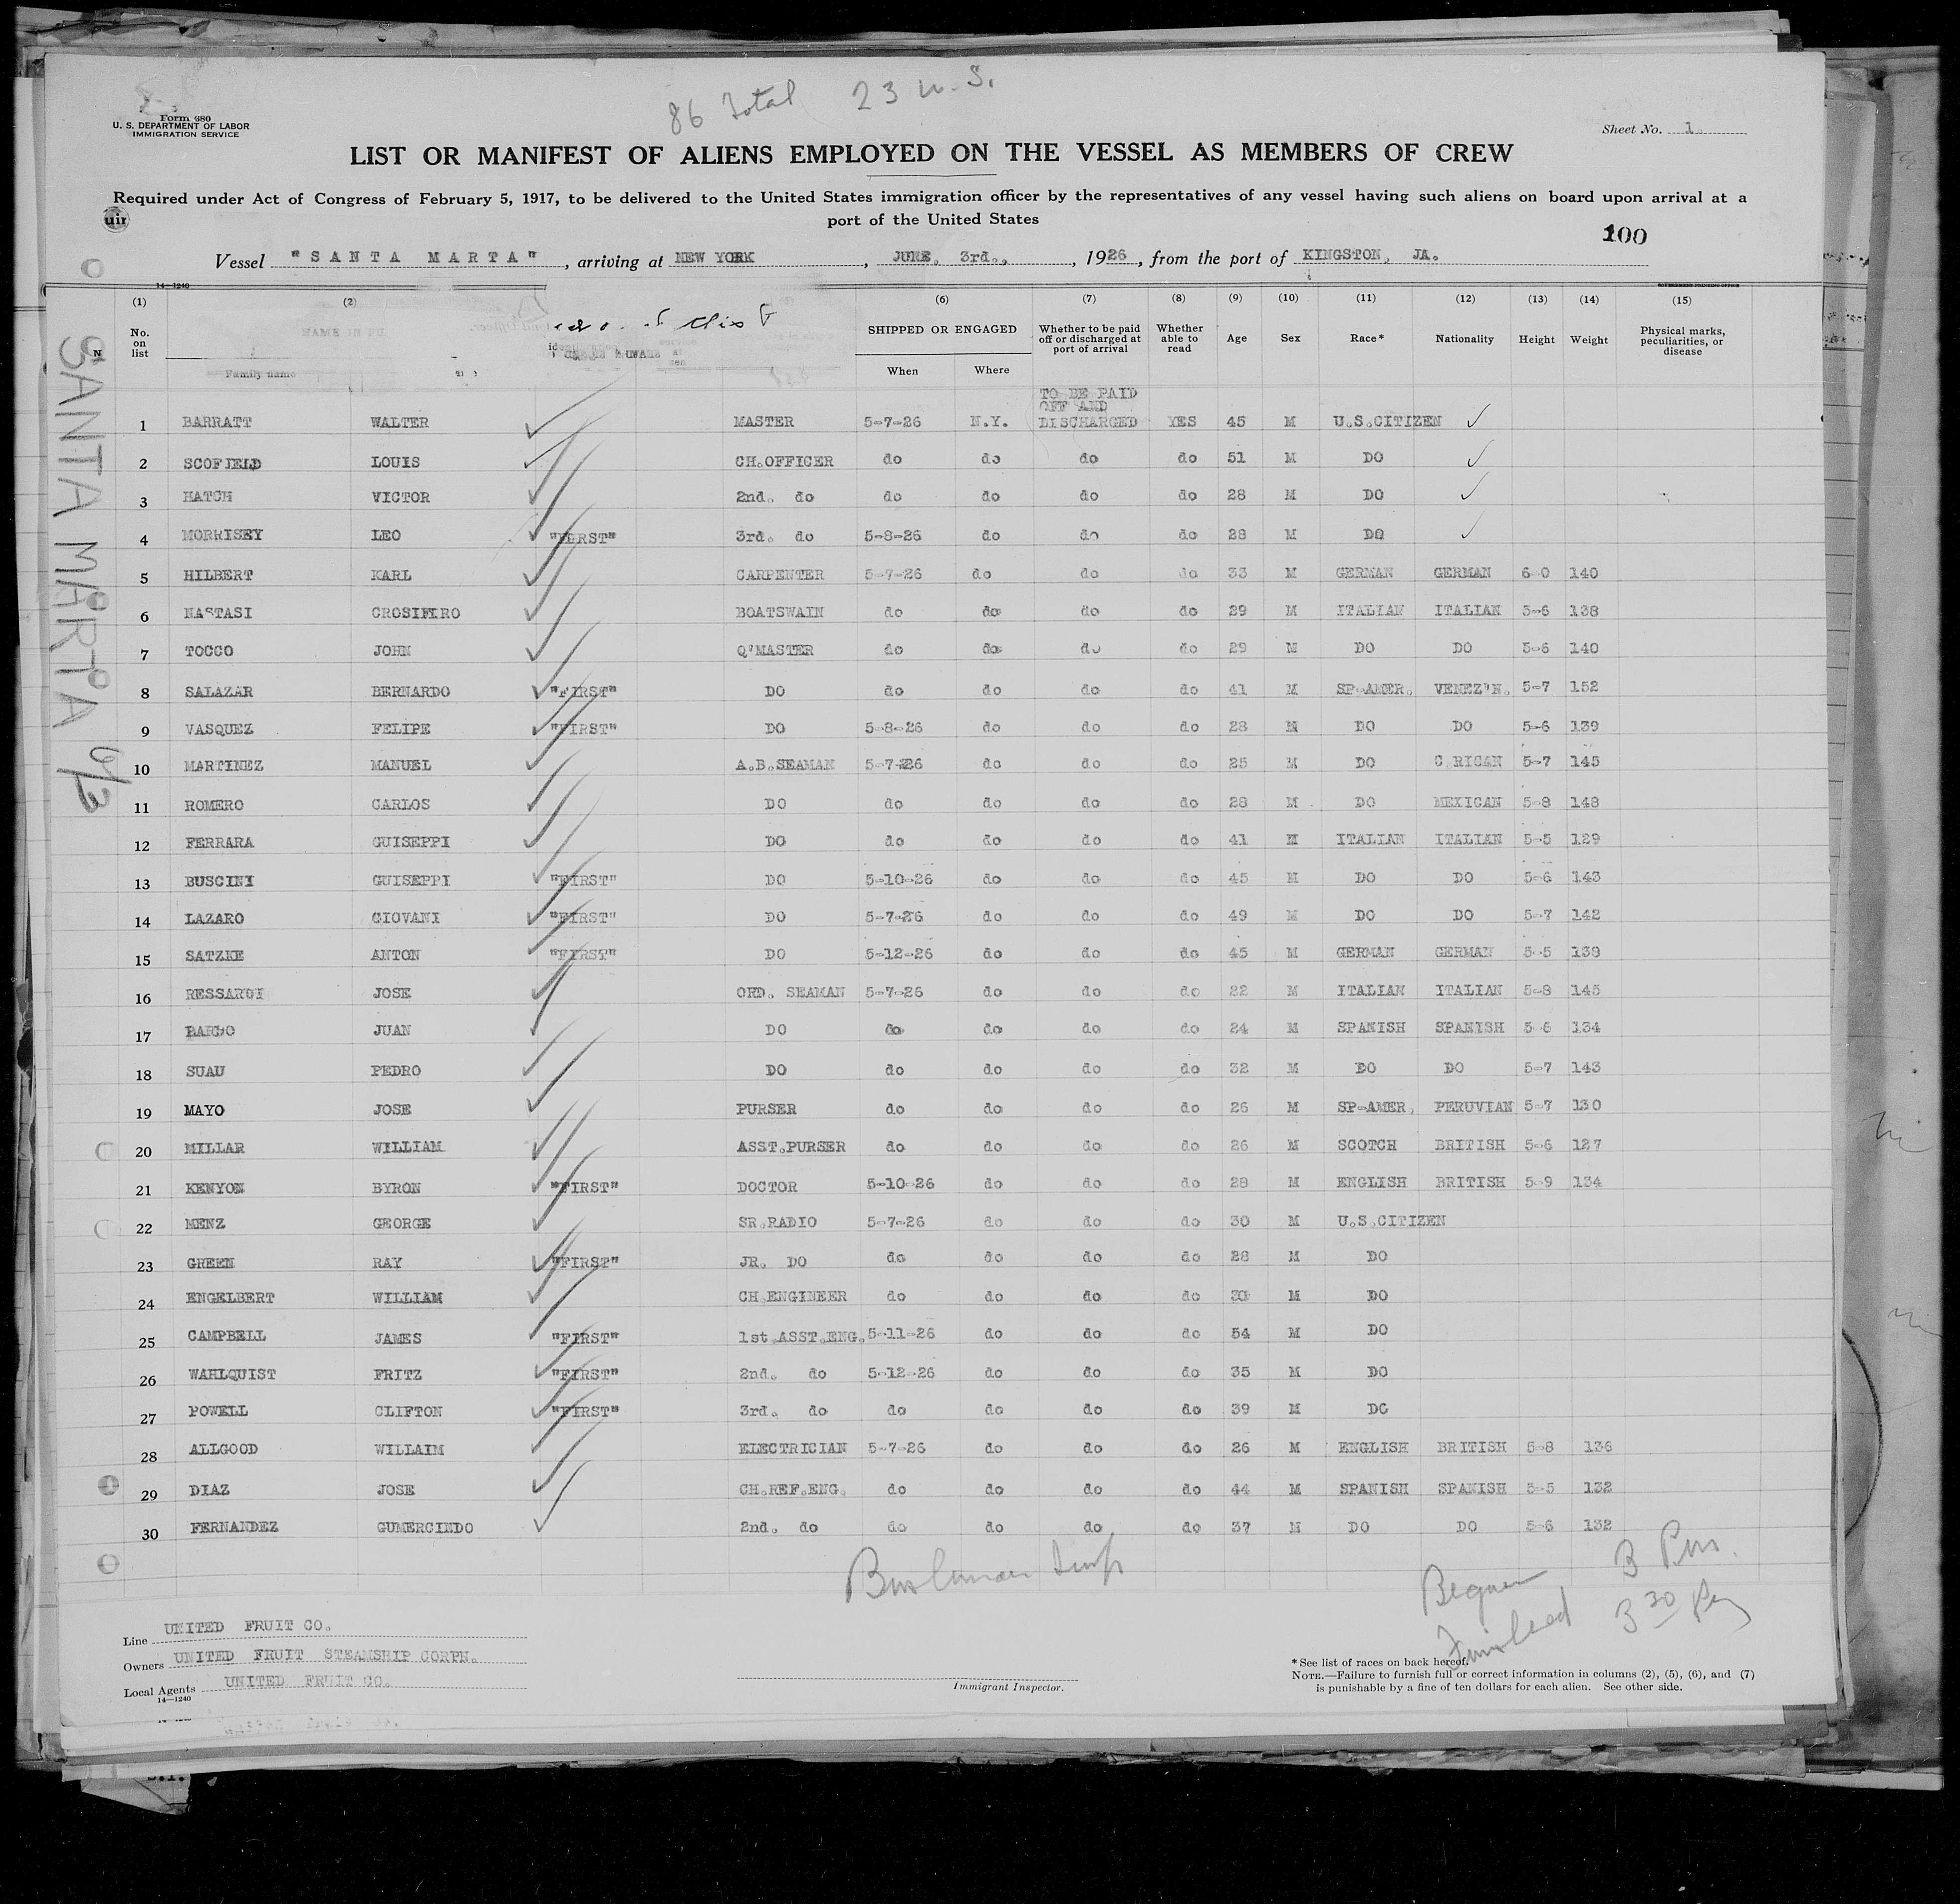 86 Total 23 U.S.
Form 680
U. S. DEPARTMENT OF LABOR
IMMIGRATION SERVICE
Sheet No. 1.
LIST OR MANIFEST OF ALIENS EMPLOYED ON THE VESSEL AS MEMBERS OF CREW
Required under Act of Congress of February 5, 1917, to be delivered to the United States immigration officer by the representatives of any vessel having such aliens on board upon arrival at a
port of the United States
100
Vessel "SANTA MARTA", arriving at NEW YORK, JUNE. 3rd., 1926, from the port of KINGSTON, JA.
SANTA MARTA 6/3
(1) (2) (6) (7) (8) (9) (10) (11) (12) (13) (14) (15)
No. on list Family name SHIPPED OR ENGAGED When Where Whether to be paid off or discharged at port of arrival Whether able to read Age Sex Race* Nationality Height Weight Physical marks, peculiarities, or disease
TO BE PAID
OFF AND
1 BARRATT WALTER MASTER 5-7-26 N.Y. DISCHARGED YES 45 M U.S.CITIZEN
2 SCOFIELD LOUIS CH.OFFICER do do do do 51 M DO
3 HATCH VICTOR 2nd. do do do do do 28 M DO
4 MORRISEY LEO "FIRST" 3rd. do 5-8-26 do do do 28 M DO
5 HILBERT KARL CARPENTER 5-7-26 do do do 33 M GERMAN GERMAN 6-0 140
6 NASTASI CROSIFIRO BOATSWAIN do do do do 29 M ITALIAN ITALIAN 5-6 138
7 TOCCO JOHN Q'MASTER do do do do 29 M DO DO 5-6 140
8 SALAZAR BERNARDO "FIRST" DO do do do do 41 M SP-AMER. VENEZ'N. 5-7 152
9 VASQUEZ FELIPE "FIRST" DO 5-8-26 do do do 28 M DO DO 5-6 139
10 MARTINEZ MANUEL A.B.SEAMAN 5-7-26 do do do 25 M DO C.RICAN 5-7 145
11 ROMERO CARLOS DO do do do do 28 M DO MEXICAN 5-8 148
12 FERRARA GUISEPPI DO do do do do 41 M ITALIAN ITALIAN 5-5 129
13 BUSCINI GUISEPPI "FIRST" DO 5-10-26 do do do 45 M DO DO 5-6 143
14 LAZARO GIOVANI "FIRST" DO 5-7-26 do do do 49 M DO DO 5-7 142
15 SATZKE ANTON "FIRST" DO 5-12-26 do do do 45 M GERMAN GERMAN 5-5 138
16 RESSARDI JOSE ORD. SEAMAN 5-7-26 do do do 22 M ITALIAN ITALIAN 5-8 145
17 JUAN DO do do do do 24 M SPANISH SPANISH 5-6 134
18 SUAU PEDRO DO do do do do 32 M DO DO 5-7 143
19 MAYO JOSE PURSER do do do do 26 M SP-AMER. PERUVIAN 5-7 130
20 MILLAR WILLIAM ASST.PURSER do do do do 26 M SCOTCH BRITISH 5-6 127
21 KENYON BYRON "FIRST" DOCTOR 5-10-26 do do do 28 M ENGLISH BRITISH 5-9 134
22 MENZ GEORGE SR.RADIO 5-7-26 do do do 30 M U.S.CITIZEN
23 GREEN RAY "FIRST" JR. DO do do do do 28 M DO
24 ENGELBERT WILLIAM CH.ENGINEER do do do do 30 M DO
25 CAMPBELL JAMES "FIRST" 1st.ASST.ENG. 5-11-26 do do do 54 M DO
26 WAHLQUIST FRITZ "FIRST" 2nd. do 5-12-26 do do do 35 M DO
27 POWELL CLIFTON "FIRST" 3rd. do do do do do 39 M DO
28 ALLGOOD WILLAIM ELECTRICIAN 5-7-26 do do do 26 M ENGLISH BRITISH 5-8 136
29 DIAZ JOSE CH.REF.ENG. do do do do 44 M SPANISH SPANISH 5-5 132
30 FERNANDEZ GUMERCINDO 2nd. do do do do do 37 M DO DO 5-6 132
Line UNITED FRUIT CO.
Owners UNITED FRUIT STEAMSHIP CORPN.
Local Agents UNITED FRUIT CO.
14—1240
Immigrant Inspector.
* See list of races on back hereof.
NOTE.—Failure to furnish full or correct information in columns (2), (5), (6), and (7)
is punishable by a fine of ten dollars for each alien. See other side.